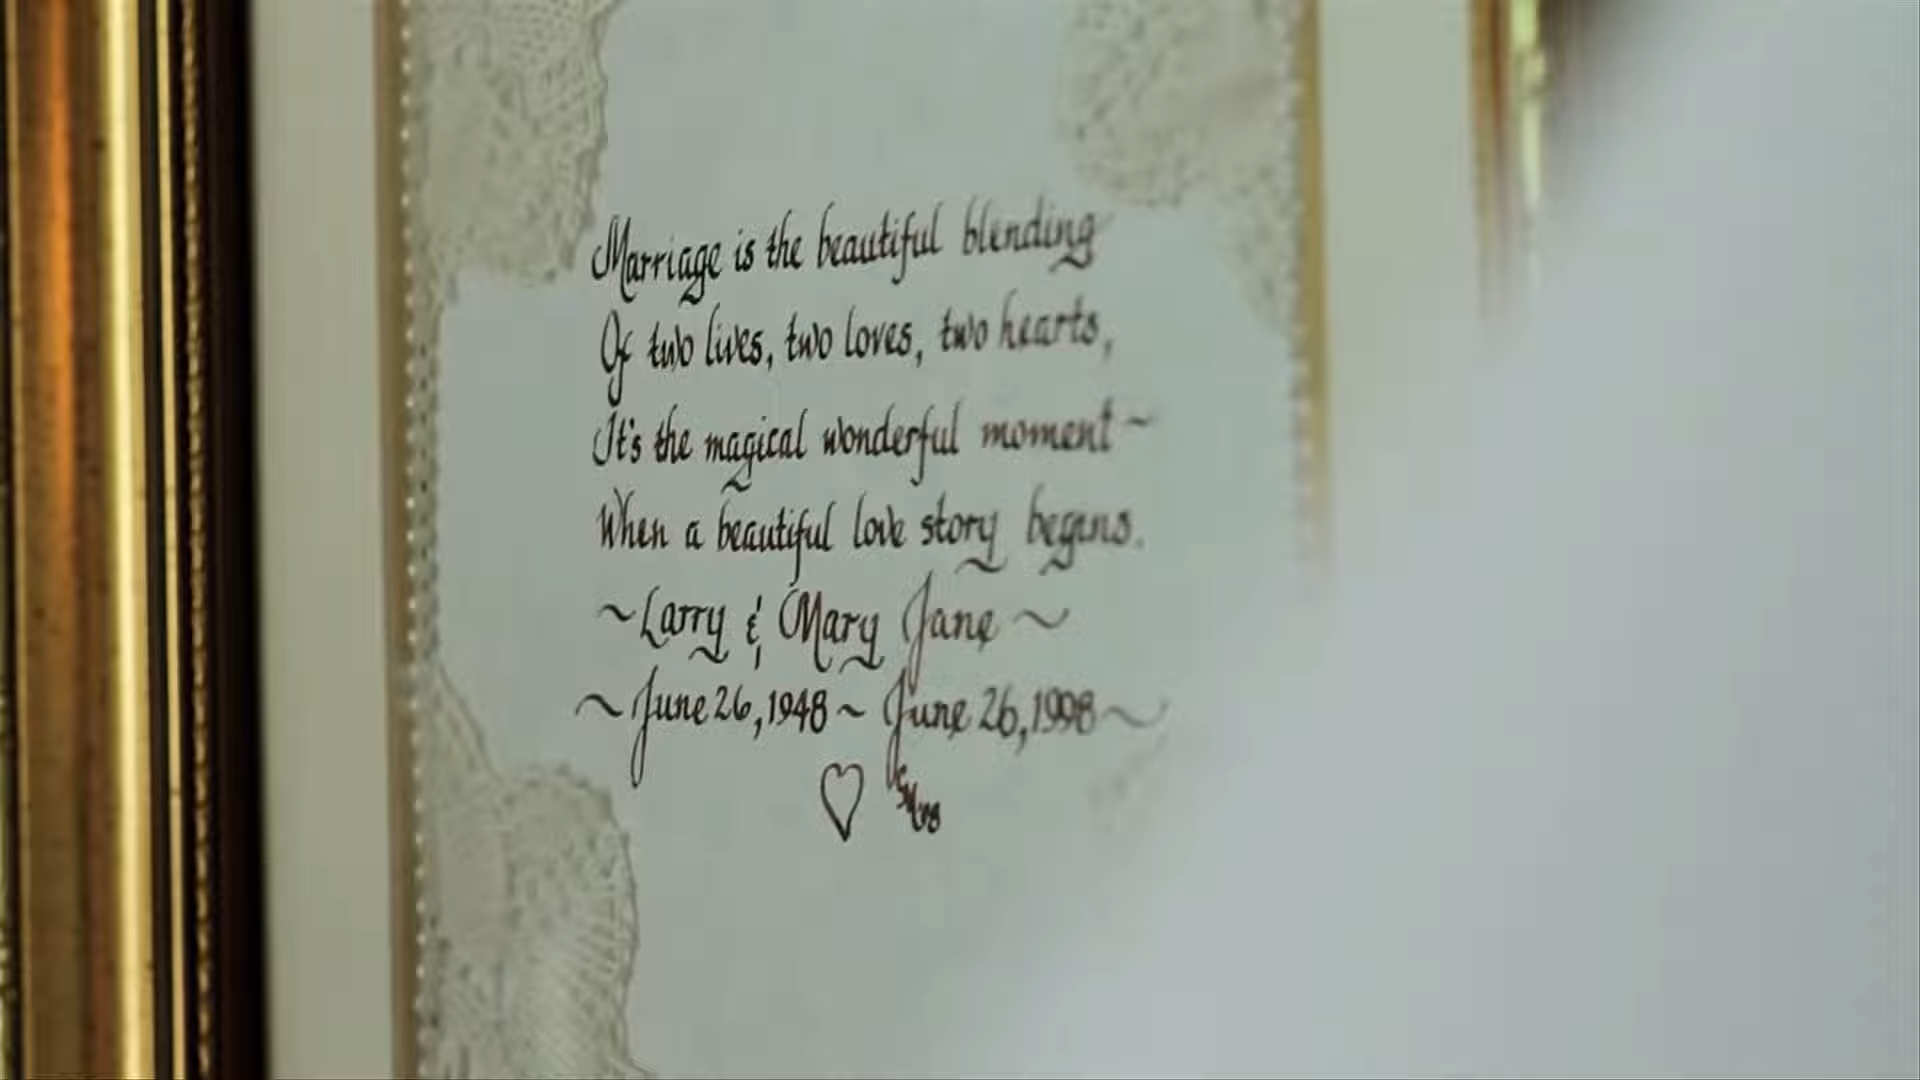 Marriage is the beautiful blending
Of two lives, two loves, two hearts,
It's the magical wonderful moment ~
When a beautiful love story begins.
~ Larry & Mary Jane ~
~ June 26, 1948 ~ June 26, 1998 ~